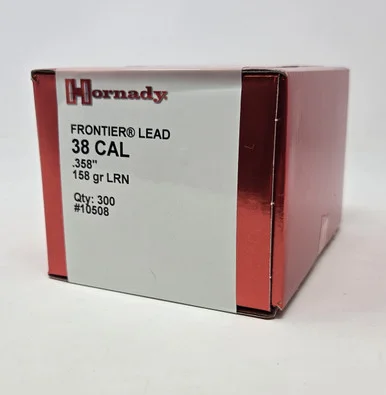 Hornady
FRONTIER® LEAD
38 CAL
.358"
158 gr LRN
Qty: 300
#10508